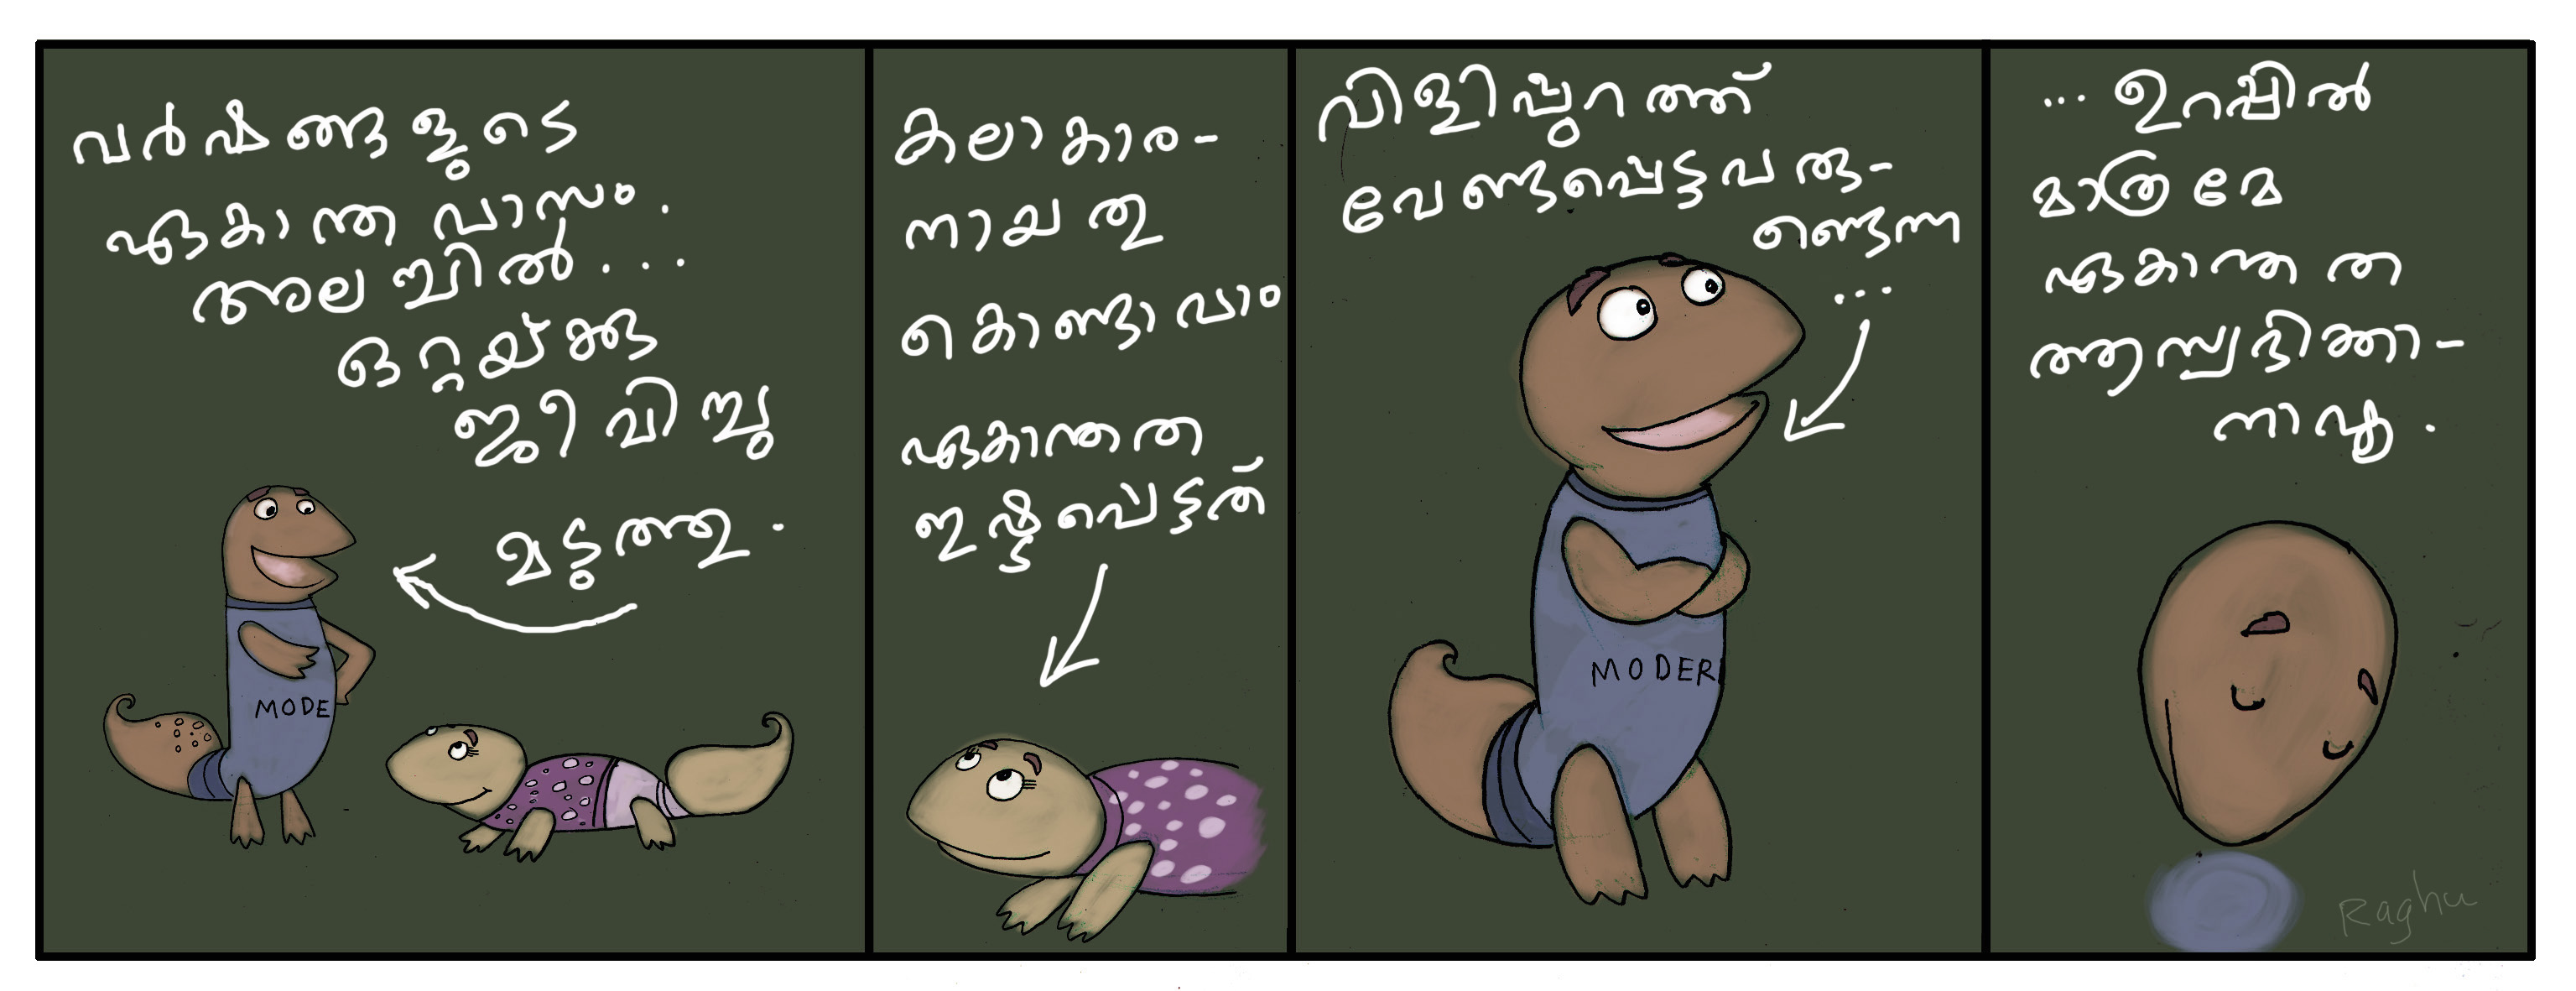 വർഷങ്ങളുടെ
ഏകാന്ത വാസം.
അലച്ചിൽ...
ഒറ്റയ്ക്കു
ജീവിച്ചു
മടുത്തു.
MODE
കലാകാര-
നായതു
കൊണ്ടാവാം
ഏകാന്തത
ഇഷ്ടപ്പെട്ടത്
വിളിപ്പുറത്ത്
വേണ്ടപ്പെട്ടവരു-
ണ്ടെന്ന
...
MODER
... ഉറപ്പിൽ
മാത്രമേ
ഏകാന്തത
ആസ്വദിക്കാ-
നാവൂ.
Raghu